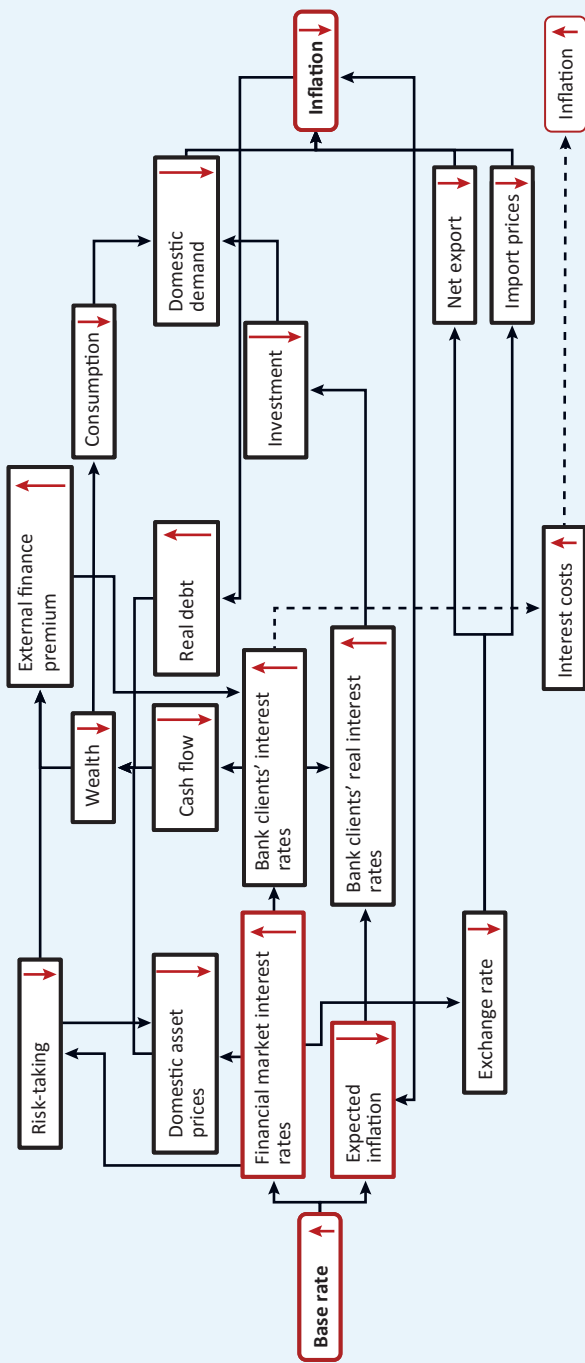 Base rate
Financial market interest
rates
Expected
inflation
Risk-taking
Domestic asset
prices
Exchange rate
Wealth
Cash flow
Bank clients' interest
rates
Bank clients' real interest
rates
External finance
premium
Real debt
Interest costs
Consumption
Investment
Domestic
demand
Net export
Import prices
Inflation
Inflation